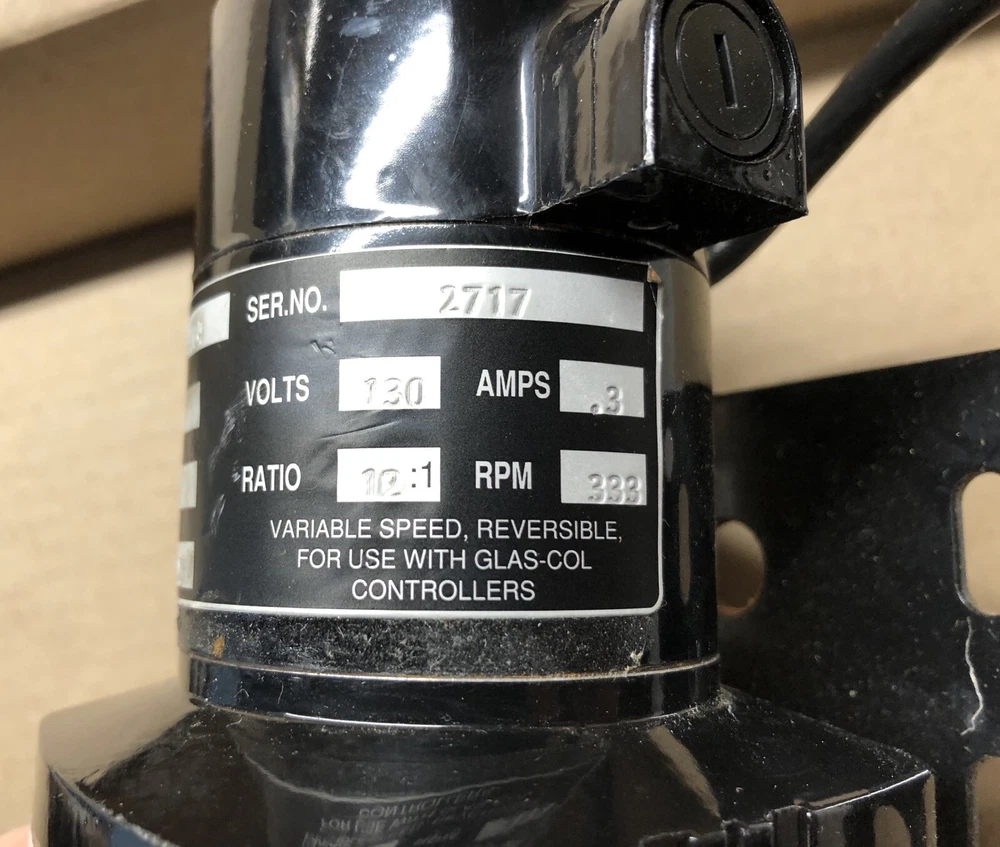 SER.NO. 2717
VOLTS 130 AMPS .3
RATIO :1 RPM 333
VARIABLE SPEED, REVERSIBLE,
FOR USE WITH GLAS-COL
CONTROLLERS